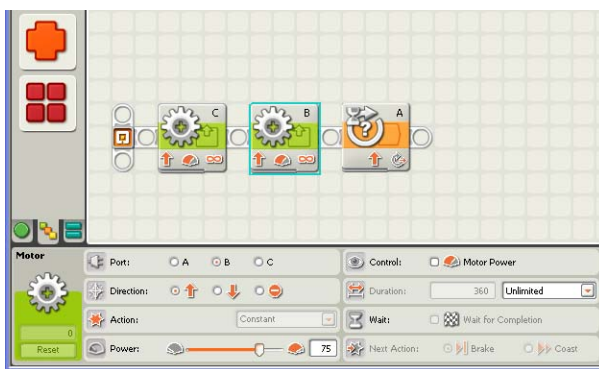 C
B
A
Motor
Port:
A
B
C
Control:
Motor Power
Direction:
Duration:
360
Unlimited
Action:
Constant
Wait:
Wait for Completion
0
Reset
Power:
75
Next Action:
Brake
Coast